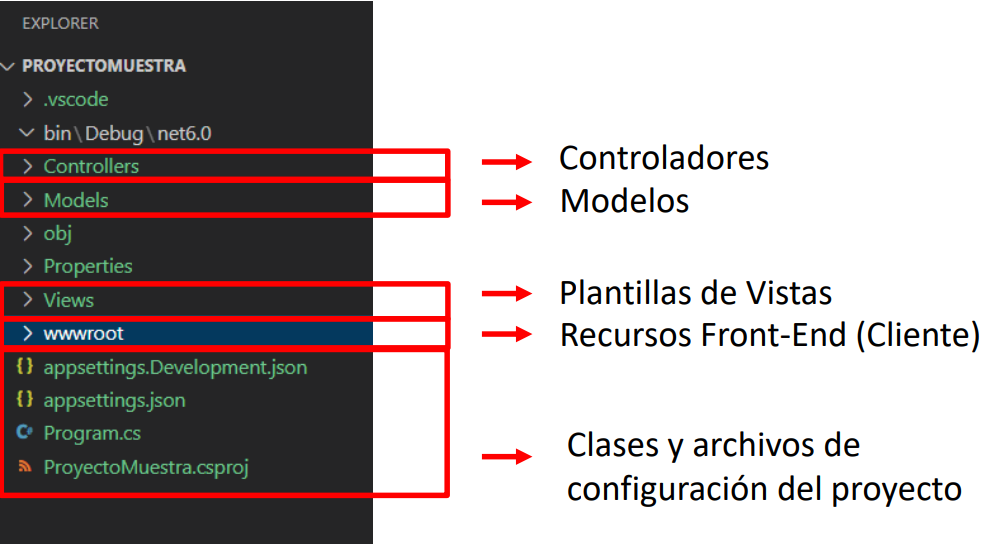 EXPLORER
PROYECTOMUESTRA
.vscode
bin\Debug\net6.0
Controllers
Controladores
Models
Modelos
obj
Properties
Views
Plantillas de Vistas
wwwroot
Recursos Front-End (Cliente)
{} appsettings.Development.json
{} appsettings.json
C# Program.cs
ProyectoMuestra.csproj
Clases y archivos de
configuración del proyecto